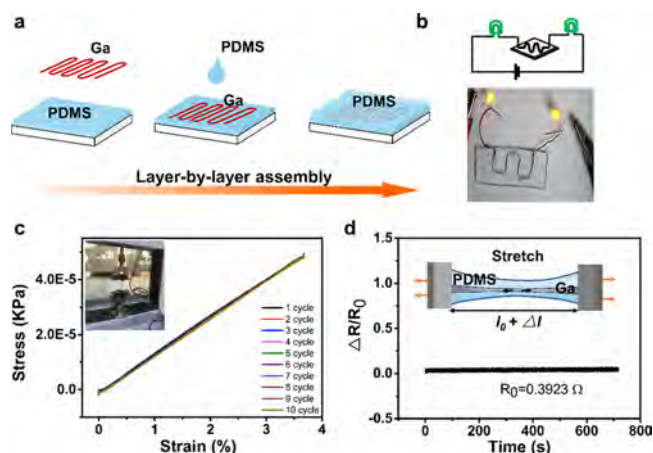 a
Ga
PDMS
PDMS
Ga
PDMS
Layer-by-layer assembly
b
c
Stress (KPa)
4.0E-5
2.0E-5
0.0
0
1
2
3
4
Strain (%)
1 cycle
2 cycle
3 cycle
4 cycle
5 cycle
6 cycle
7 cycle
8 cycle
9 cycle
10 cycle
d
△R/R0
1.5
1.0
0.5
0.0
-0.5
0
200
400
600
800
Time (s)
Stretch
PDMS
Ga
l0 + △l
R0=0.3923 Ω